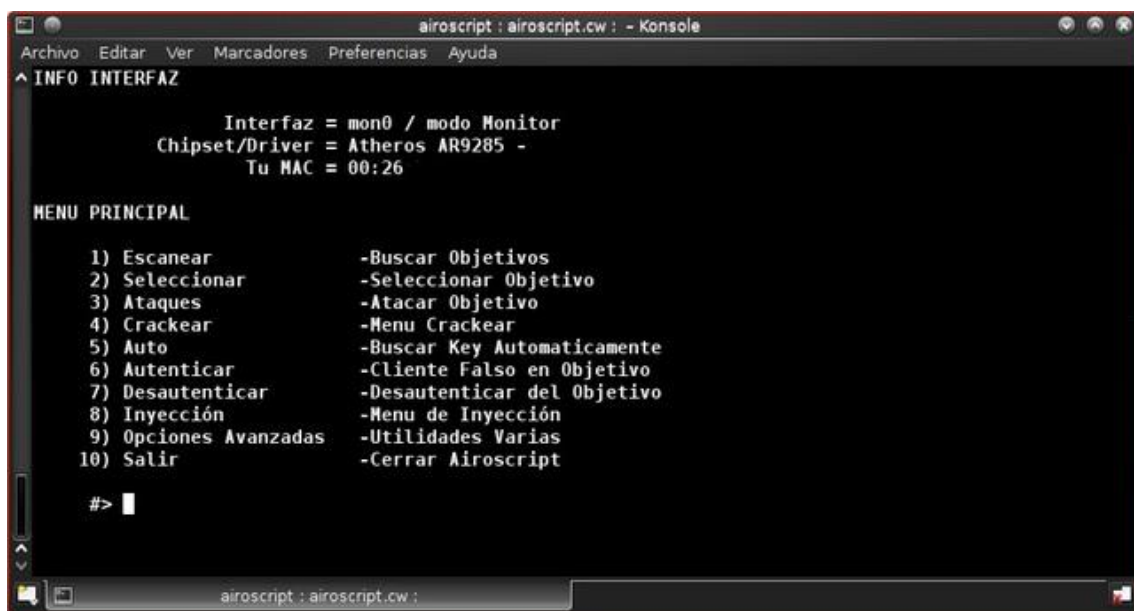 airoscript : airoscript.cw : - Konsole
Archivo Editar Ver Marcadores Preferencias Ayuda
INFO INTERFAZ
Interfaz = mon0 / modo Monitor
Chipset/Driver = Atheros AR9285 -
Tu MAC = 00:26
MENU PRINCIPAL
1) Escanear -Buscar Objetivos
2) Seleccionar -Seleccionar Objetivo
3) Ataques -Atacar Objetivo
4) Crackear -Menu Crackear
5) Auto -Buscar Key Automaticamente
6) Autenticar -Cliente Falso en Objetivo
7) Desautenticar -Desautenticar del Objetivo
8) Inyección -Menu de Inyección
9) Opciones Avanzadas -Utilidades Varias
10) Salir -Cerrar Airoscript
#>
airoscript : airoscript.cw :